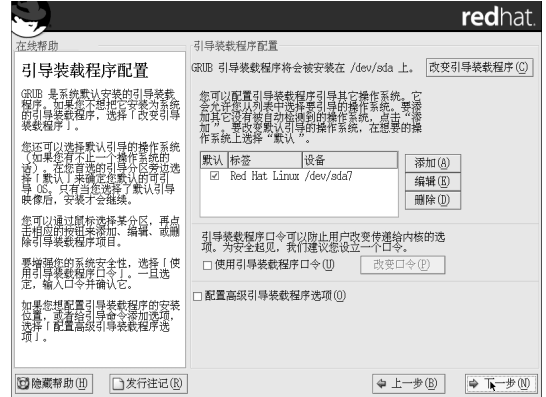 redhat.
在线帮助
引导装载程序配置
GRUB 是系统默认安装的引导装载
程序。如果您不想把它安装为系统
的引导装载程序，选择「改变引导
装载程序」。
您还可以选择默认引导的操作系统
（如果您有不止一个操作系统的
话）。在您首选的引导分区旁边选
择「默认」来确定您默认的可引
导 OS。只有当您选择了默认引导
映像后，安装才会继续。
您可以通过鼠标选择某分区，再点
击相应的按钮来添加、编辑、或删
除引导装载程序项目。
要增强您的系统安全性，选择「使
用引导装载程序口令」。一旦选
定，输入口令并确认它。
如果您想配置引导装载程序的安装
位置，或者给引导命令添加选项，
选择「配置高级引导装载程序选
项」。
引导装载程序配置
GRUB 引导装载程序将会被安装在 /dev/sda 上。 改变引导装载程序(C)
您可以配置引导装载程序引导其它操作系统。它
会允许您从列表中选择要引导的操作系统。要添
加其它没有被自动检测到的操作系统，点击“添
加”。要改变默认引导的操作系统，在想要的操
作系统上选择“默认”。
默认 标签 设备
Red Hat Linux /dev/sda7
添加(A)
编辑(E)
删除(D)
引导装载程序口令可以防止用户改变传递给内核的选
项。为安全起见，我们建议您设立一个口令。
使用引导装载程序口令(U) 改变口令(P)
配置高级引导装载程序选项(O)
隐藏帮助(H) 发行注记(R) 上一步(B) 下一步(N)